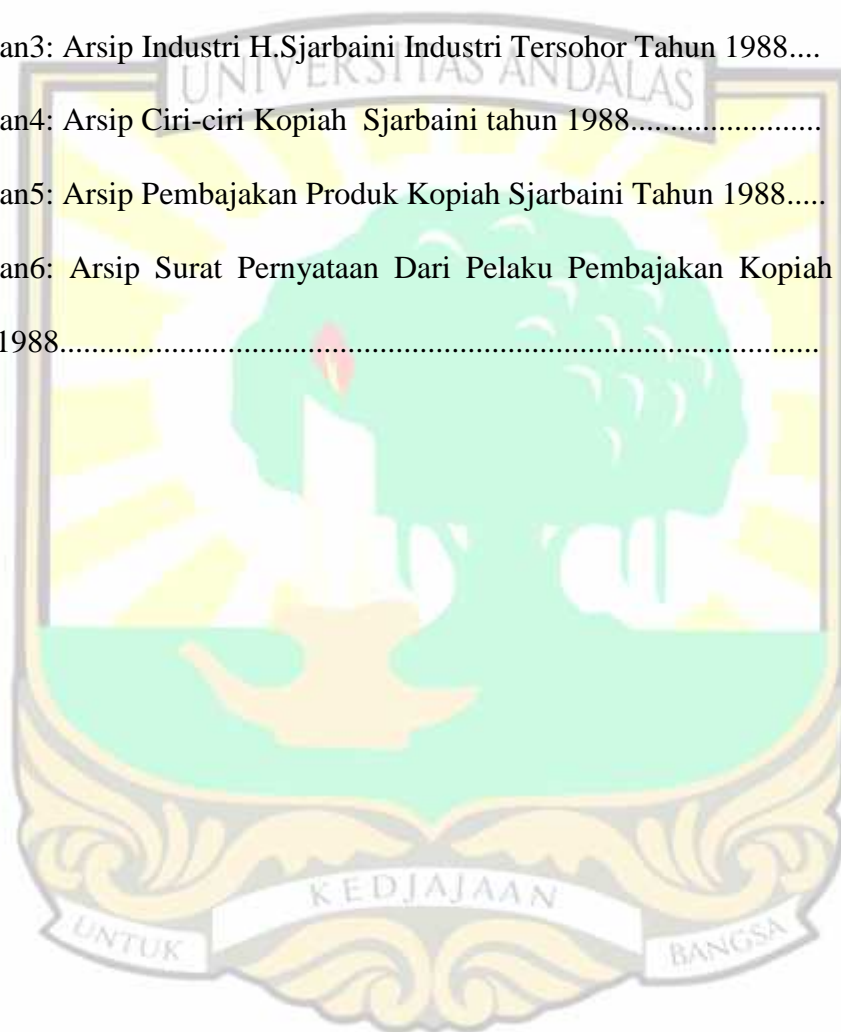 an3: Arsip Industri H.Sjarbaini Industri Tersohor Tahun 1988....
UNIVERSITAS ANDALAS
an4: Arsip Ciri-ciri Kopiah Sjarbaini tahun 1988........................
an5: Arsip Pembajakan Produk Kopiah Sjarbaini Tahun 1988.....
an6: Arsip Surat Pernyataan Dari Pelaku Pembajakan Kopiah
1988...............................................................................................
KEDJAJAAN
UNTUK BANGSA